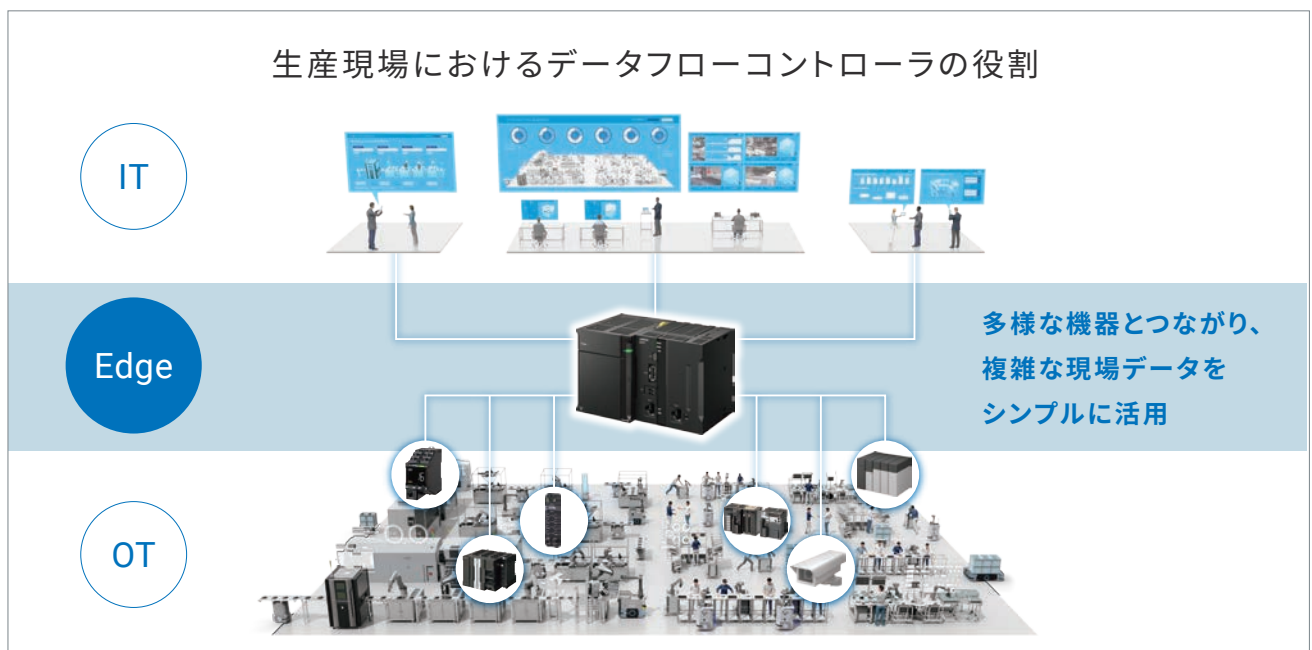 生産現場におけるデータフローコントローラの役割
IT
Edge
多様な機器とつながり、
複雑な現場データを
シンプルに活用
OT